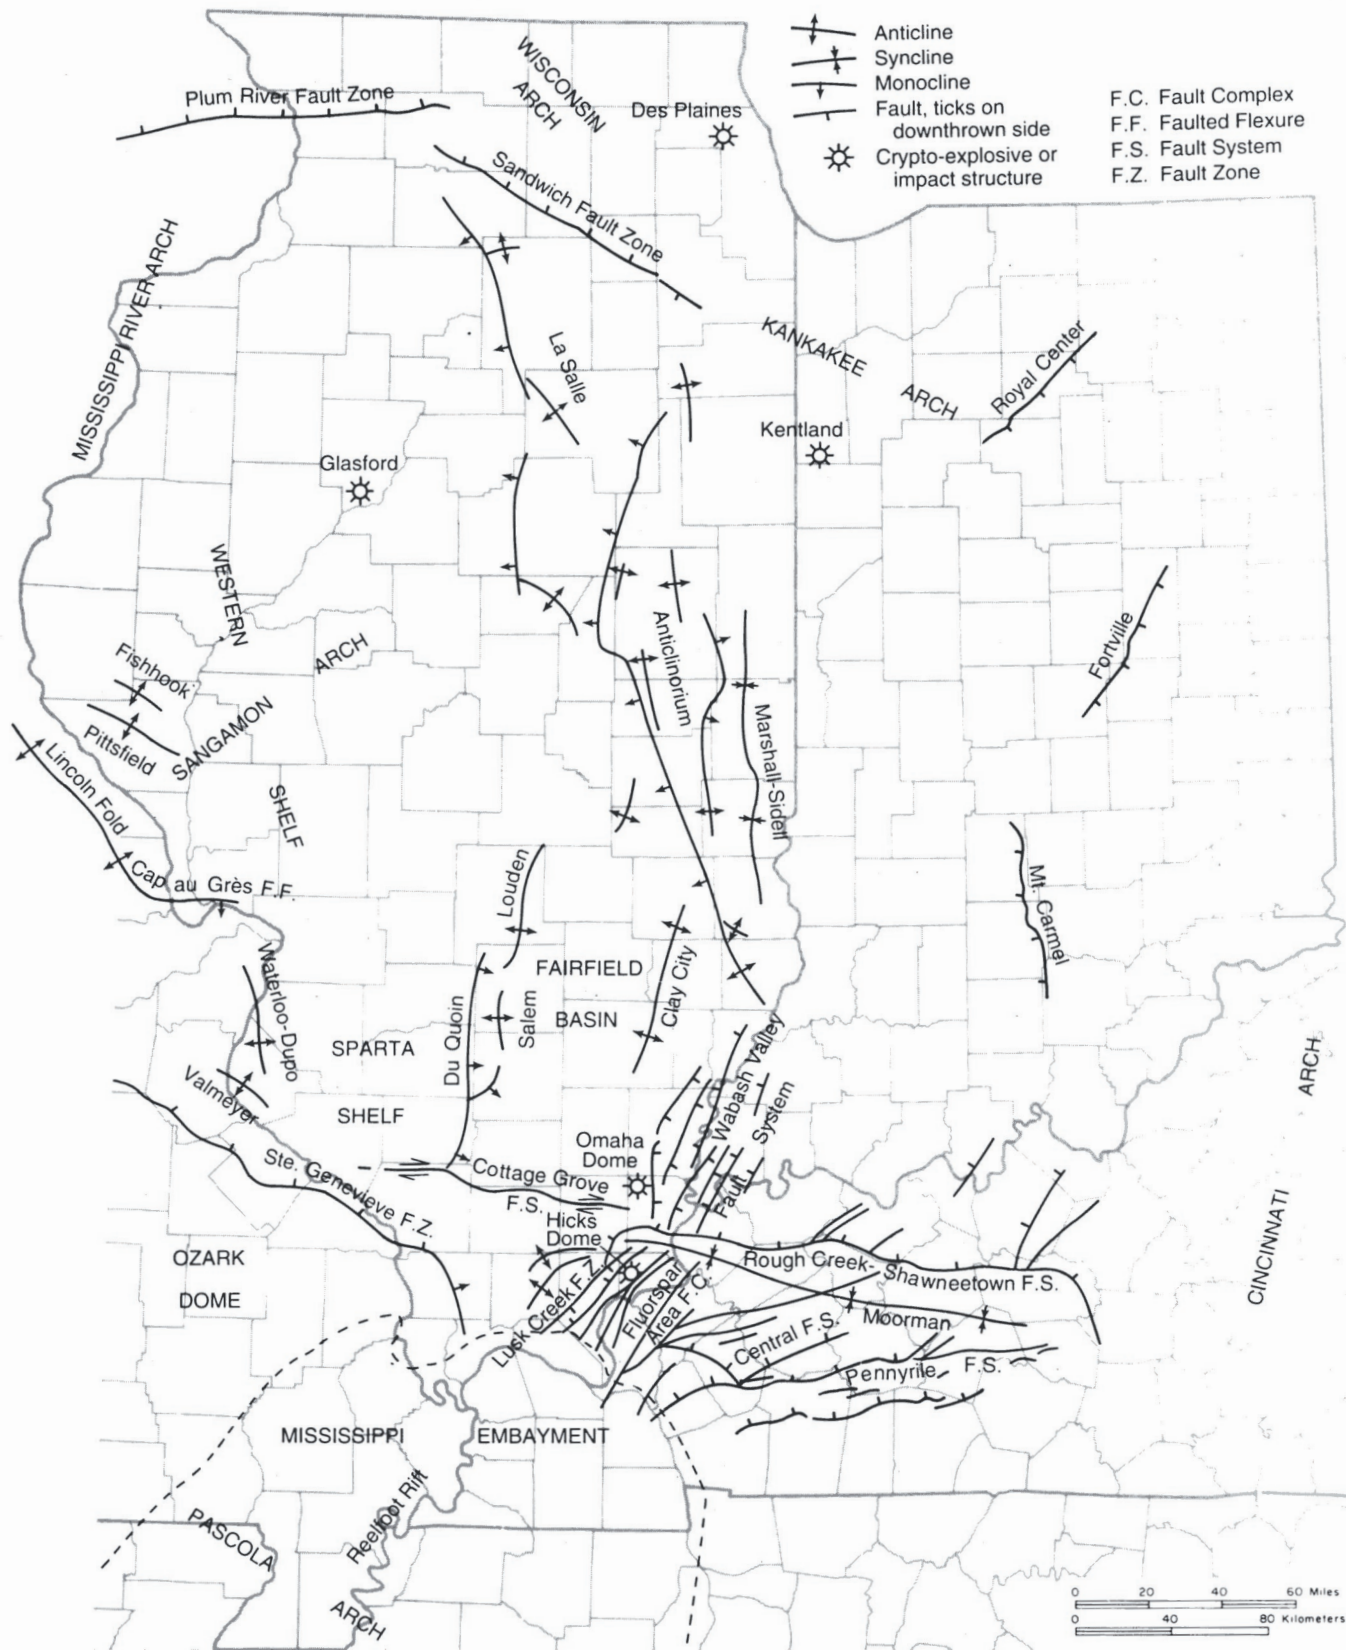 Anticline
Syncline
Monocline
Fault, ticks on
downthrown side
Crypto-explosive or
impact structure
F.C. Fault Complex
F.F. Faulted Flexure
F.S. Fault System
F.Z. Fault Zone
WISCONSIN
ARCH
Plum River Fault Zone
Des Plaines
Sandwich Fault Zone
MISSISSIPPI RIVER ARCH
La Salle
KANKAKEE
ARCH
Royal Center
Kentland
Glasford
WESTERN
Fortville
Anticlinorium
ARCH
Fishhook
SANGAMON
Pittsfield
Marshall-Sidell
Lincoln Fold
SHELF
Cap au Grès F.F.
Louden
Mt. Carmel
Waterloo-Dupo
FAIRFIELD
Clay City
BASIN
Salem
Du Quoin
SPARTA
Valmeyer
SHELF
Wabash Valley
System
Fault
ARCH
Omaha
Dome
Ste. Genevieve F.Z.
Cottage Grove
F.S.
Hicks
Dome
OZARK
DOME
CINCINNATI
Rough Creek-
Shawneetown F.S.
Lusk Creek F.Z.
Fluorspar
Area F.C.
Moorman
Central F.S.
Pennyrile
F.S.
MISSISSIPPI
EMBAYMENT
Reelfoot Rift
PASCOLA
ARCH
0 20 40 60 Miles
0 40 80 Kilometers